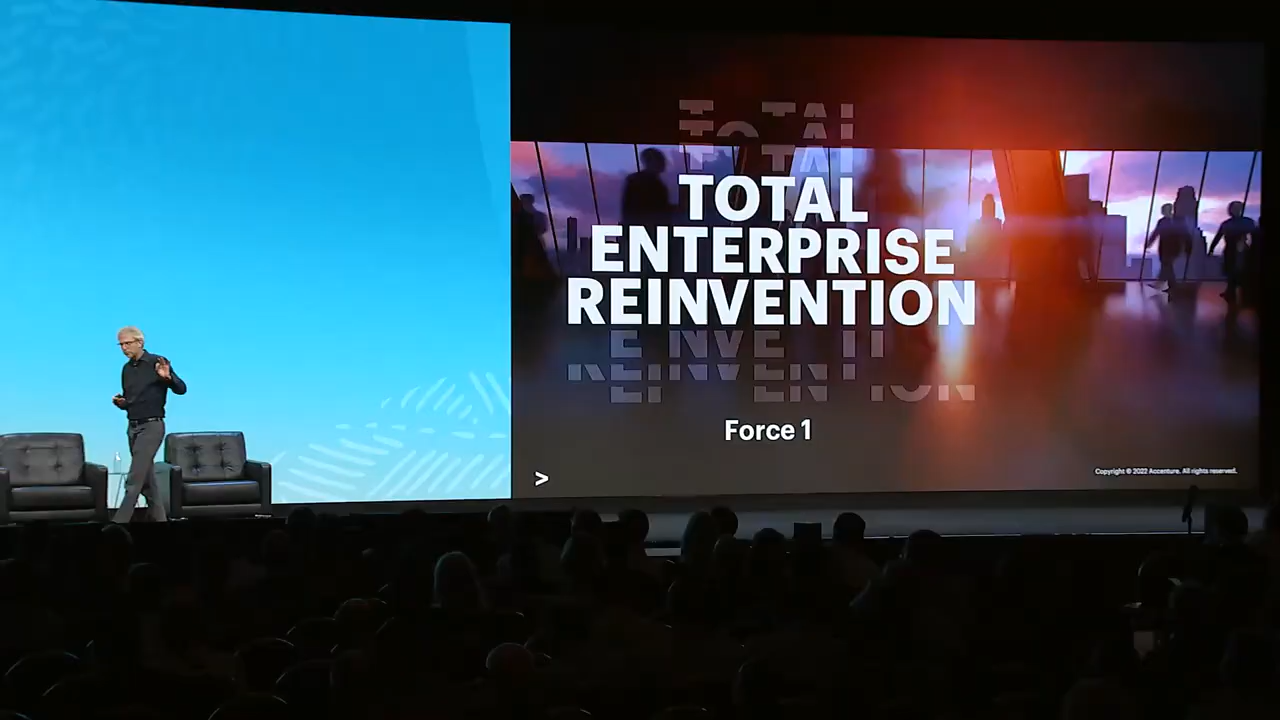 TOTAL
ENTERPRISE
REINVENTION
Force 1
>
Copyright © 2022 Accenture. All rights reserved.